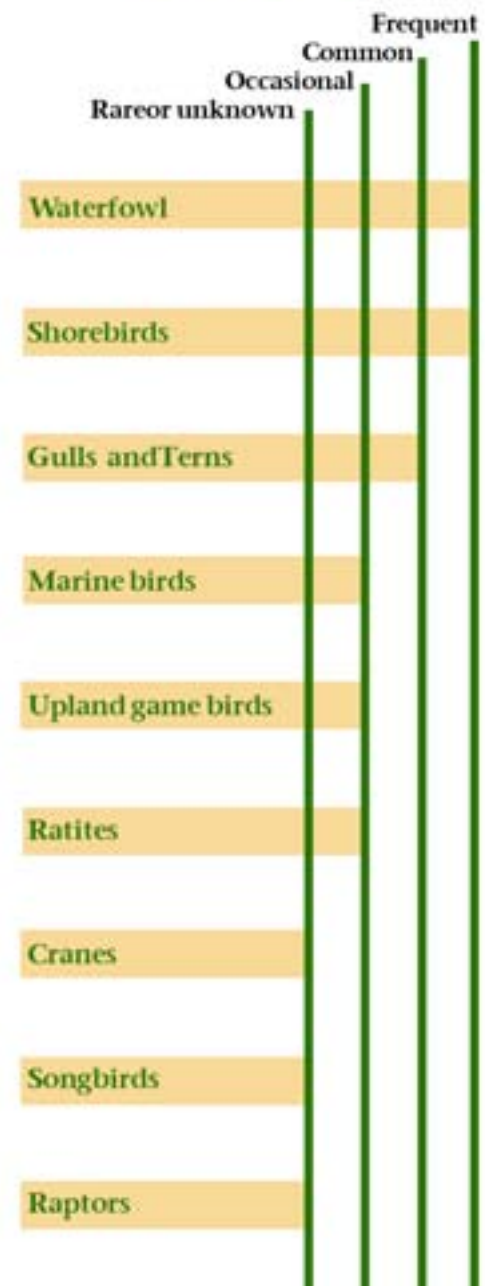 Frequent
Common
Occasional
Rareor unknown
Waterfowl
Shorebirds
Gulls andTerns
Marine birds
Upland game birds
Ratites
Cranes
Songbirds
Raptors